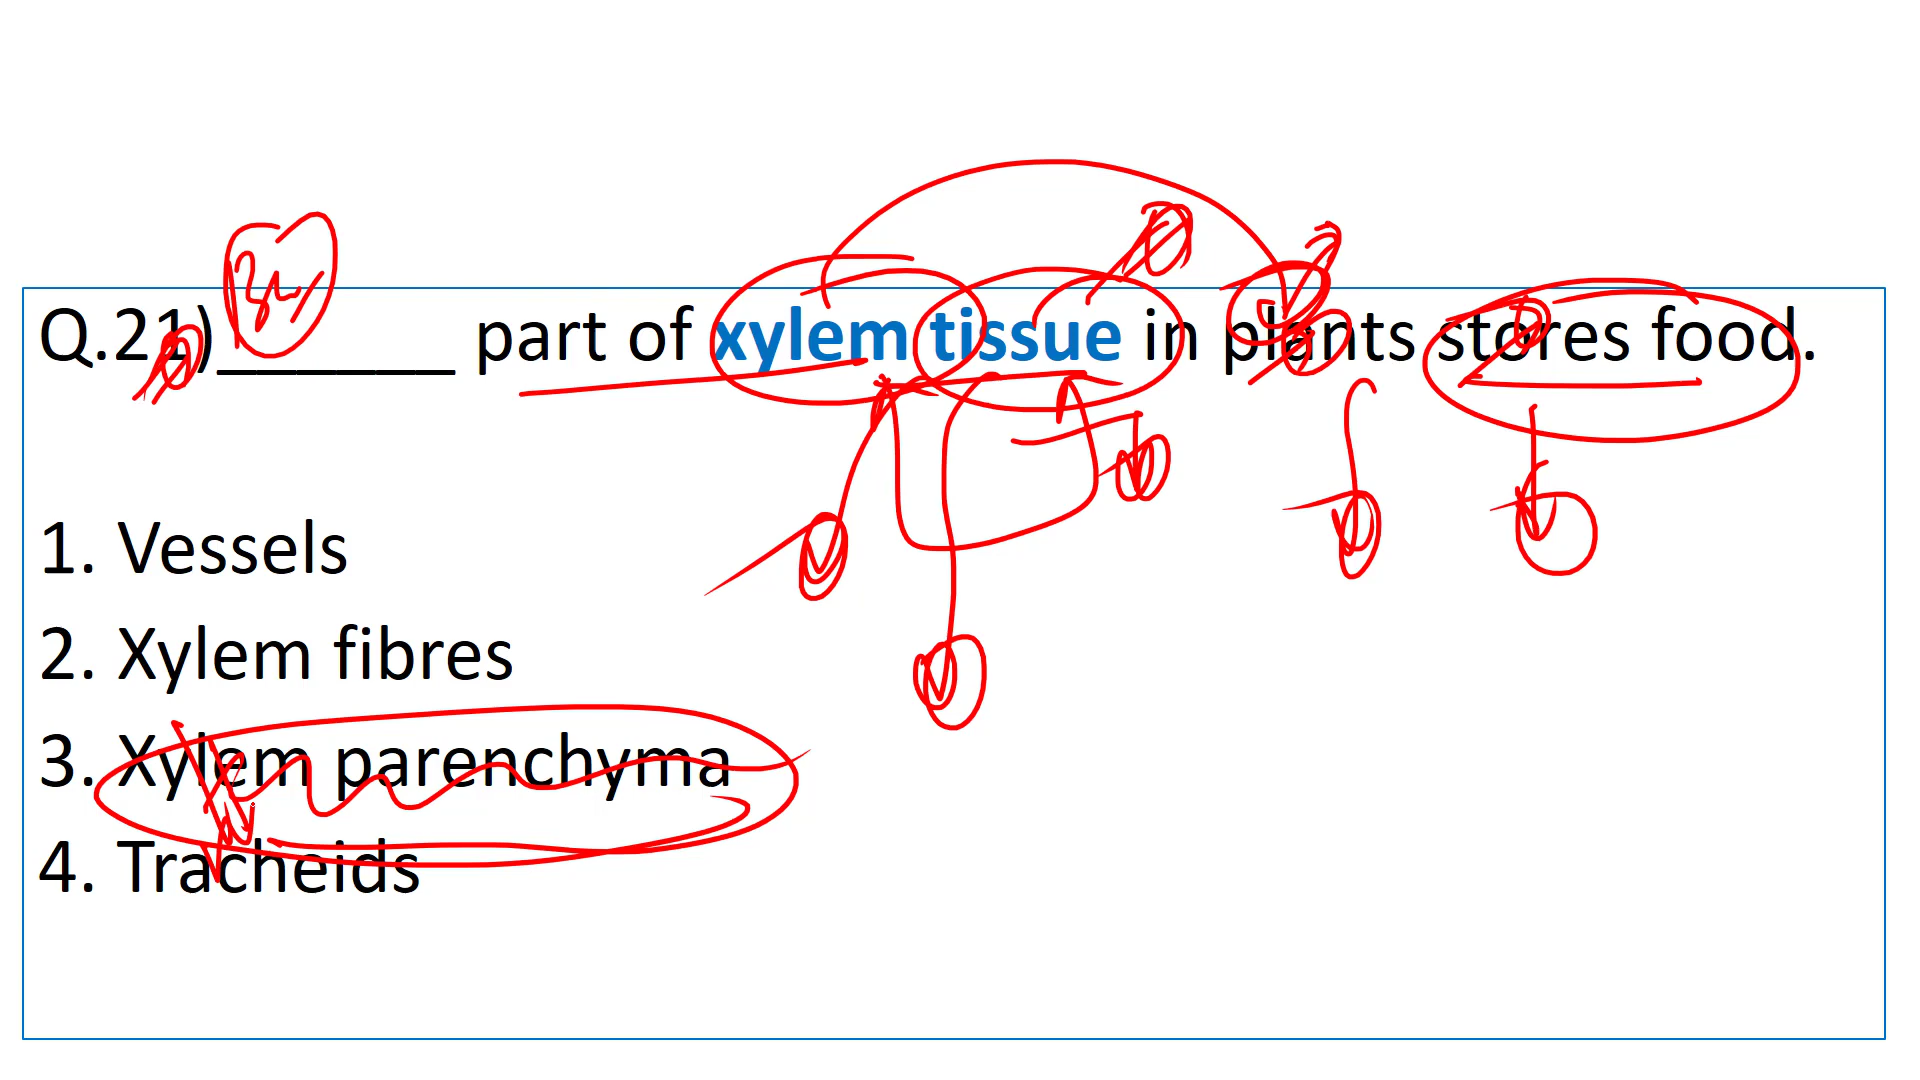 Q.21)_______ part of xylem tissue in plants stores food.
1. Vessels
2. Xylem fibres
3. Xylem parenchyma
4. Tracheids